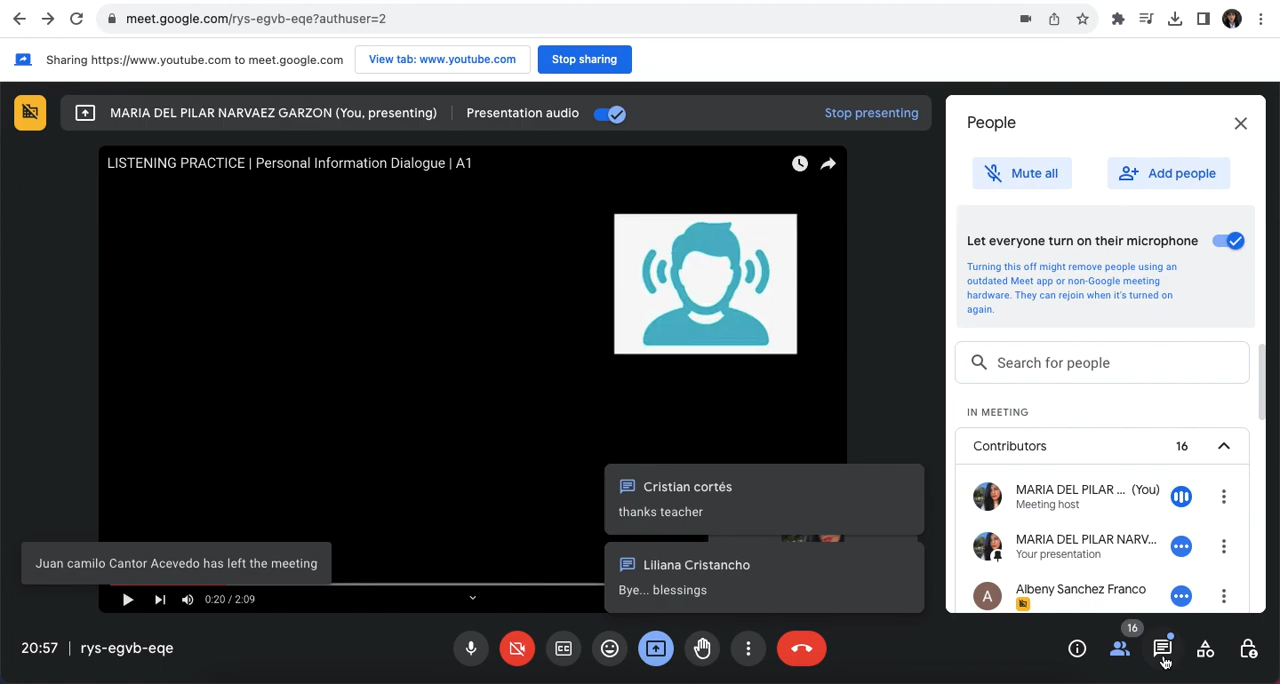 meet.google.com/rys-egvb-eqe?authuser=2
Sharing https://www.youtube.com to meet.google.com
View tab: www.youtube.com
Stop sharing
MARIA DEL PILAR NARVAEZ GARZON (You, presenting)
Presentation audio
Stop presenting
LISTENING PRACTICE | Personal Information Dialogue | A1
Cristian cortés
thanks teacher
Liliana Cristancho
Bye... blessings
Juan camilo Cantor Acevedo has left the meeting
0:20 / 2:09
People
Mute all
Add people
Let everyone turn on their microphone
Turning this off might remove people using an
outdated Meet app or non-Google meeting
hardware. They can rejoin when it's turned on
again.
Search for people
IN MEETING
Contributors 16
MARIA DEL PILAR ... (You)
Meeting host
MARIA DEL PILAR NARV...
Your presentation
A
Albeny Sanchez Franco
20:57 | rys-egvb-eqe
16